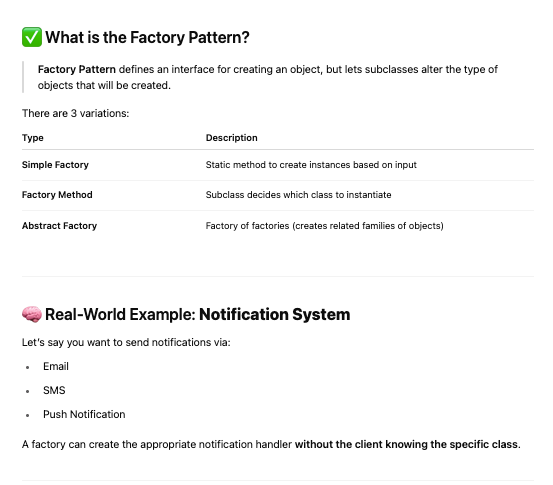 ✅ What is the Factory Pattern?
Factory Pattern defines an interface for creating an object, but lets subclasses alter the type of
objects that will be created.
There are 3 variations:
Type Description
Simple Factory Static method to create instances based on input
Factory Method Subclass decides which class to instantiate
Abstract Factory Factory of factories (creates related families of objects)
🧠 Real-World Example: Notification System
Let's say you want to send notifications via:
• Email
• SMS
• Push Notification
A factory can create the appropriate notification handler without the client knowing the specific class.